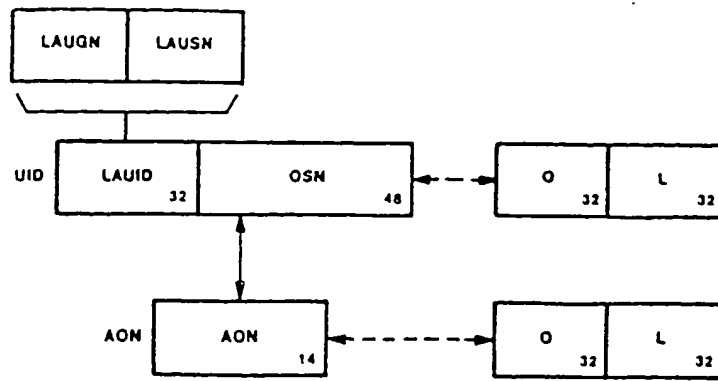 LAUGN LAUSN
UID LAUID 32 OSN 48 O 32 L 32
AON AON 14 O 32 L 32